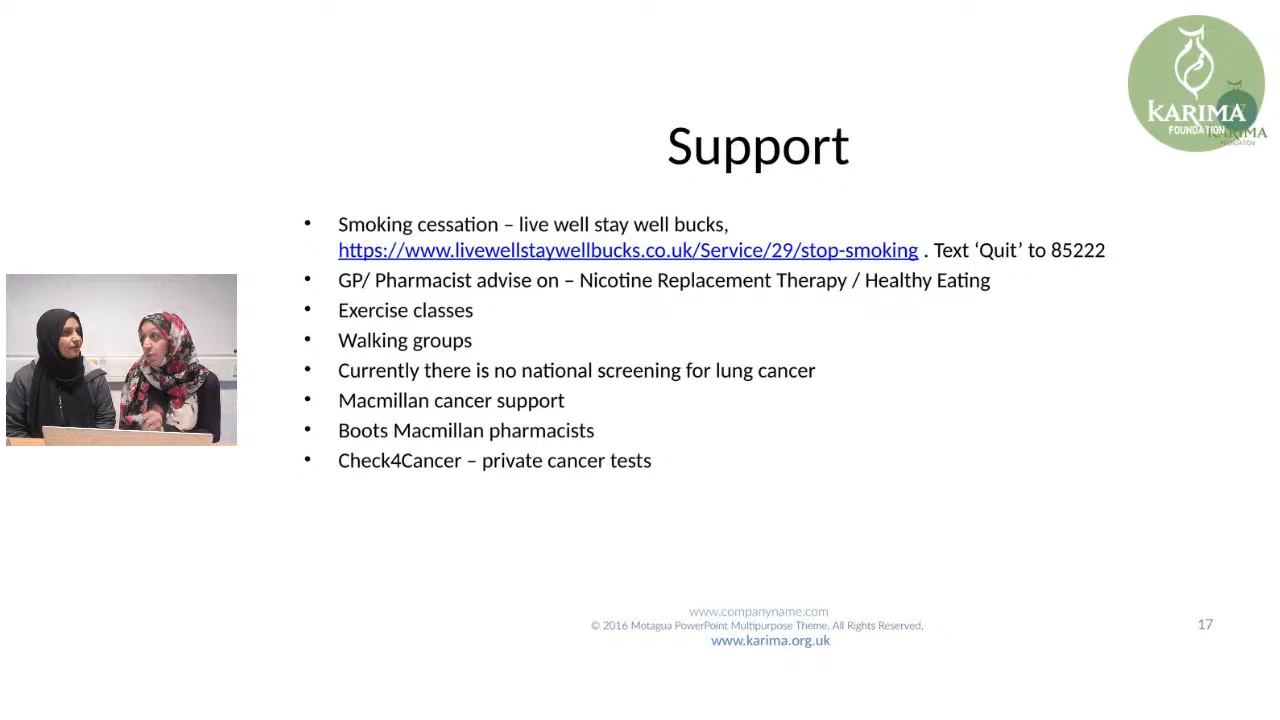 KARIMA
FOUNDATION
KARIMA
FOUNDATION
Support
• Smoking cessation – live well stay well bucks,
https://www.livewellstaywellbucks.co.uk/Service/29/stop-smoking . Text ‘Quit’ to 85222
• GP/ Pharmacist advise on – Nicotine Replacement Therapy / Healthy Eating
• Exercise classes
• Walking groups
• Currently there is no national screening for lung cancer
• Macmillan cancer support
• Boots Macmillan pharmacists
• Check4Cancer – private cancer tests
www.companyname.com
© 2016 Motagua PowerPoint Multipurpose Theme. All Rights Reserved.
www.karima.org.uk
17